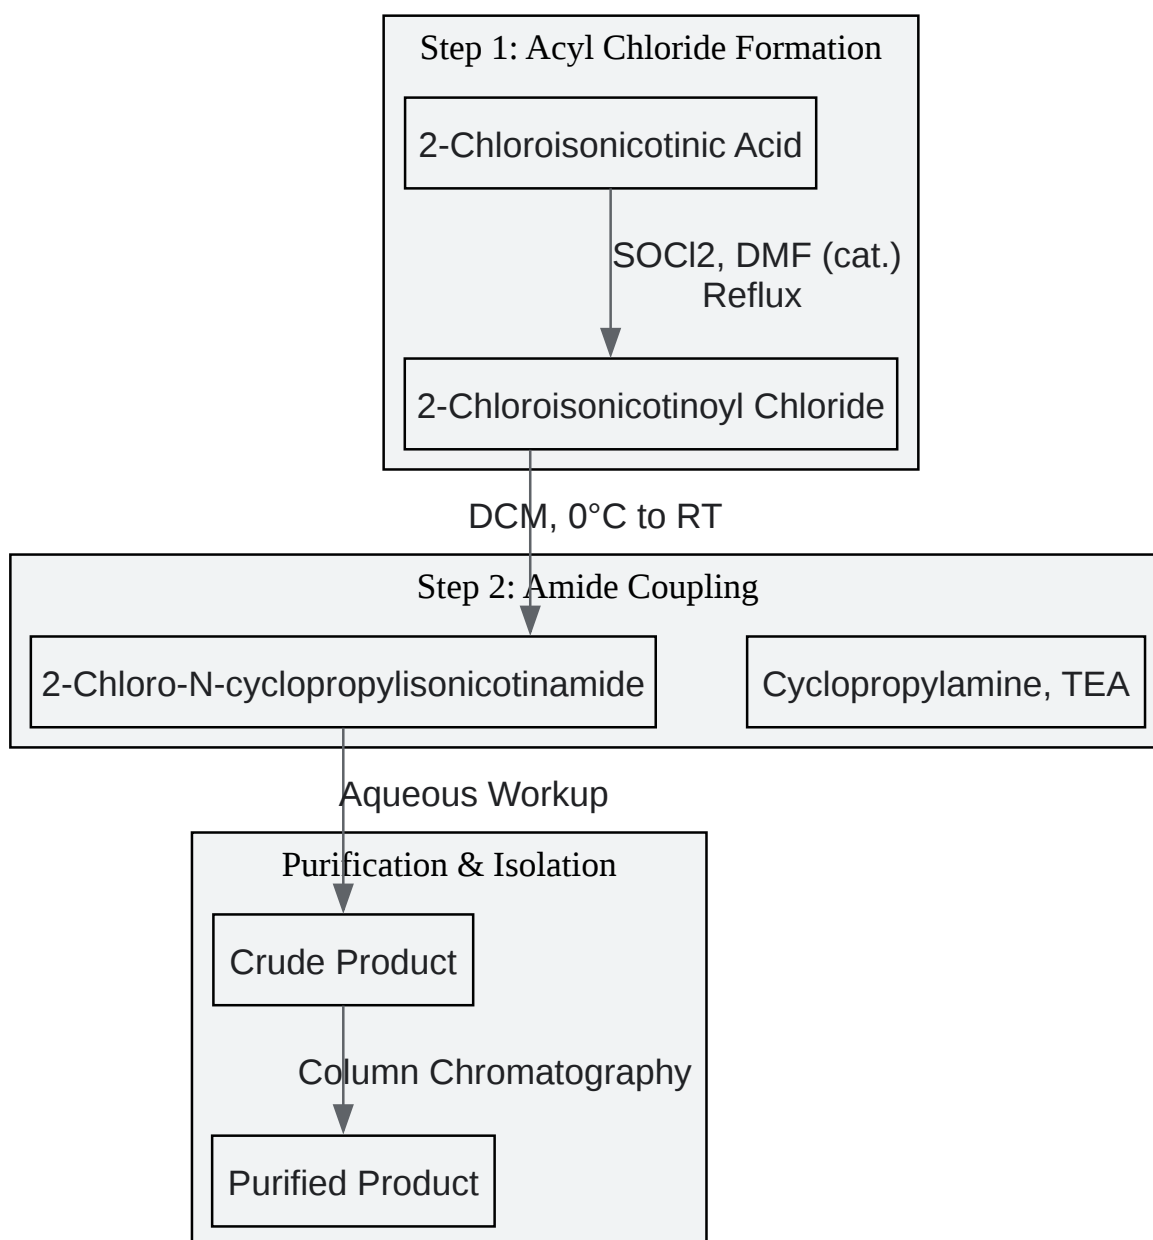 Step 1: Acyl Chloride Formation
2-Chloroisonicotinic Acid
SOCl2, DMF (cat.)
Reflux
2-Chloroisonicotinoyl Chloride
DCM, 0°C to RT
Step 2: Amide Coupling
2-Chloro-N-cyclopropylisonicotinamide
Cyclopropylamine, TEA
Aqueous Workup
Purification & Isolation
Crude Product
Column Chromatography
Purified Product